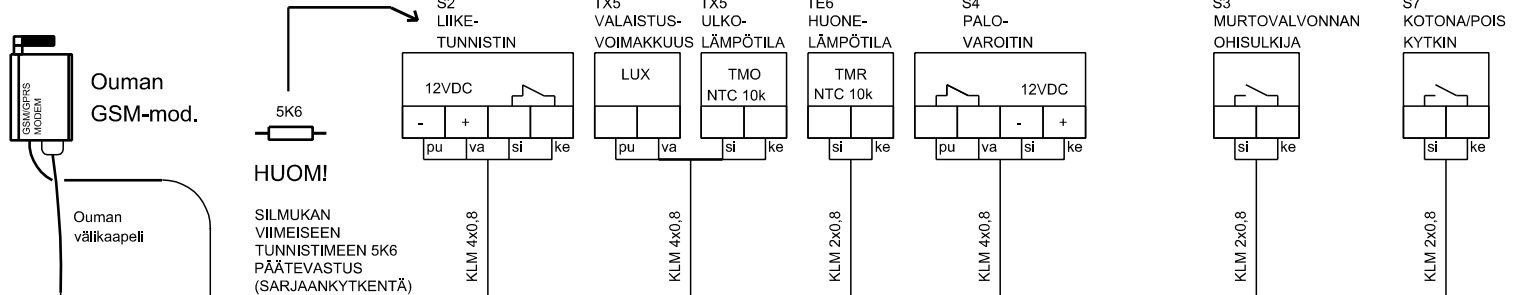 S2
LIIKE-
TUNNISTIN
TX5
VALAISTUS-
VOIMAKKUUS
TX5
ULKO-
LÄMPÖTILA
TE6
HUONE-
LÄMPÖTILA
S4
PALO-
VAROITIN
S3
MURTOVALVONNAN
OHISULKIJA
S7
KOTONA/POIS
KYTKIN
GSM/GPRS
MODEM
Ouman
GSM-mod.
5K6
12VDC
- +
pu va si ke
LUX
TMO
NTC 10k
pu va si ke
TMR
NTC 10k
si ke
12VDC
- +
pu va si ke
si ke
si ke
HUOM!
SILMUKAN
VIIMEISEEN
TUNNISTIMEEN 5K6
PÄÄTEVASTUS
(SARJAANKYTKENTÄ)
Ouman
välikaapeli
KLM 4x0,8
KLM 4x0,8
KLM 2x0,8
KLM 4x0,8
KLM 2x0,8
KLM 2x0,8